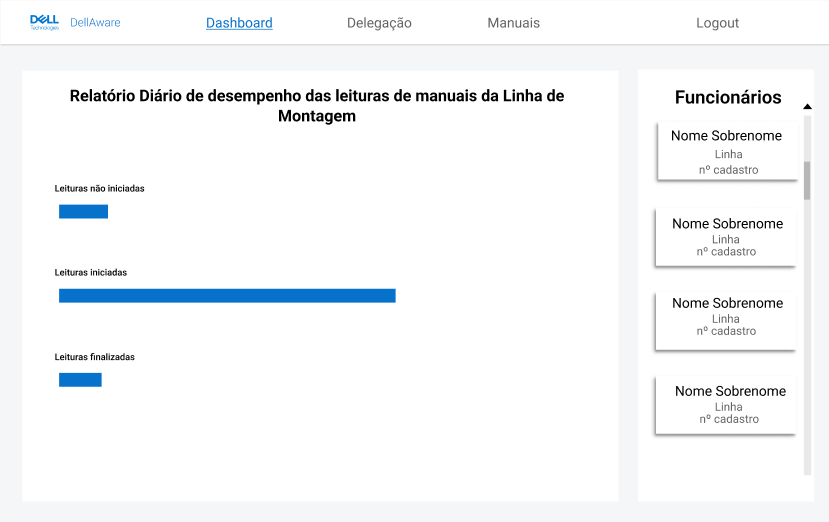 DELL
Technologies
DellAware
Dashboard
Delegação
Manuais
Logout
Relatório Diário de desempenho das leituras de manuais da Linha de
Montagem
Leituras não iniciadas
Leituras iniciadas
Leituras finalizadas
Funcionários
Nome Sobrenome
Linha
nº cadastro
Nome Sobrenome
Linha
nº cadastro
Nome Sobrenome
Linha
nº cadastro
Nome Sobrenome
Linha
nº cadastro